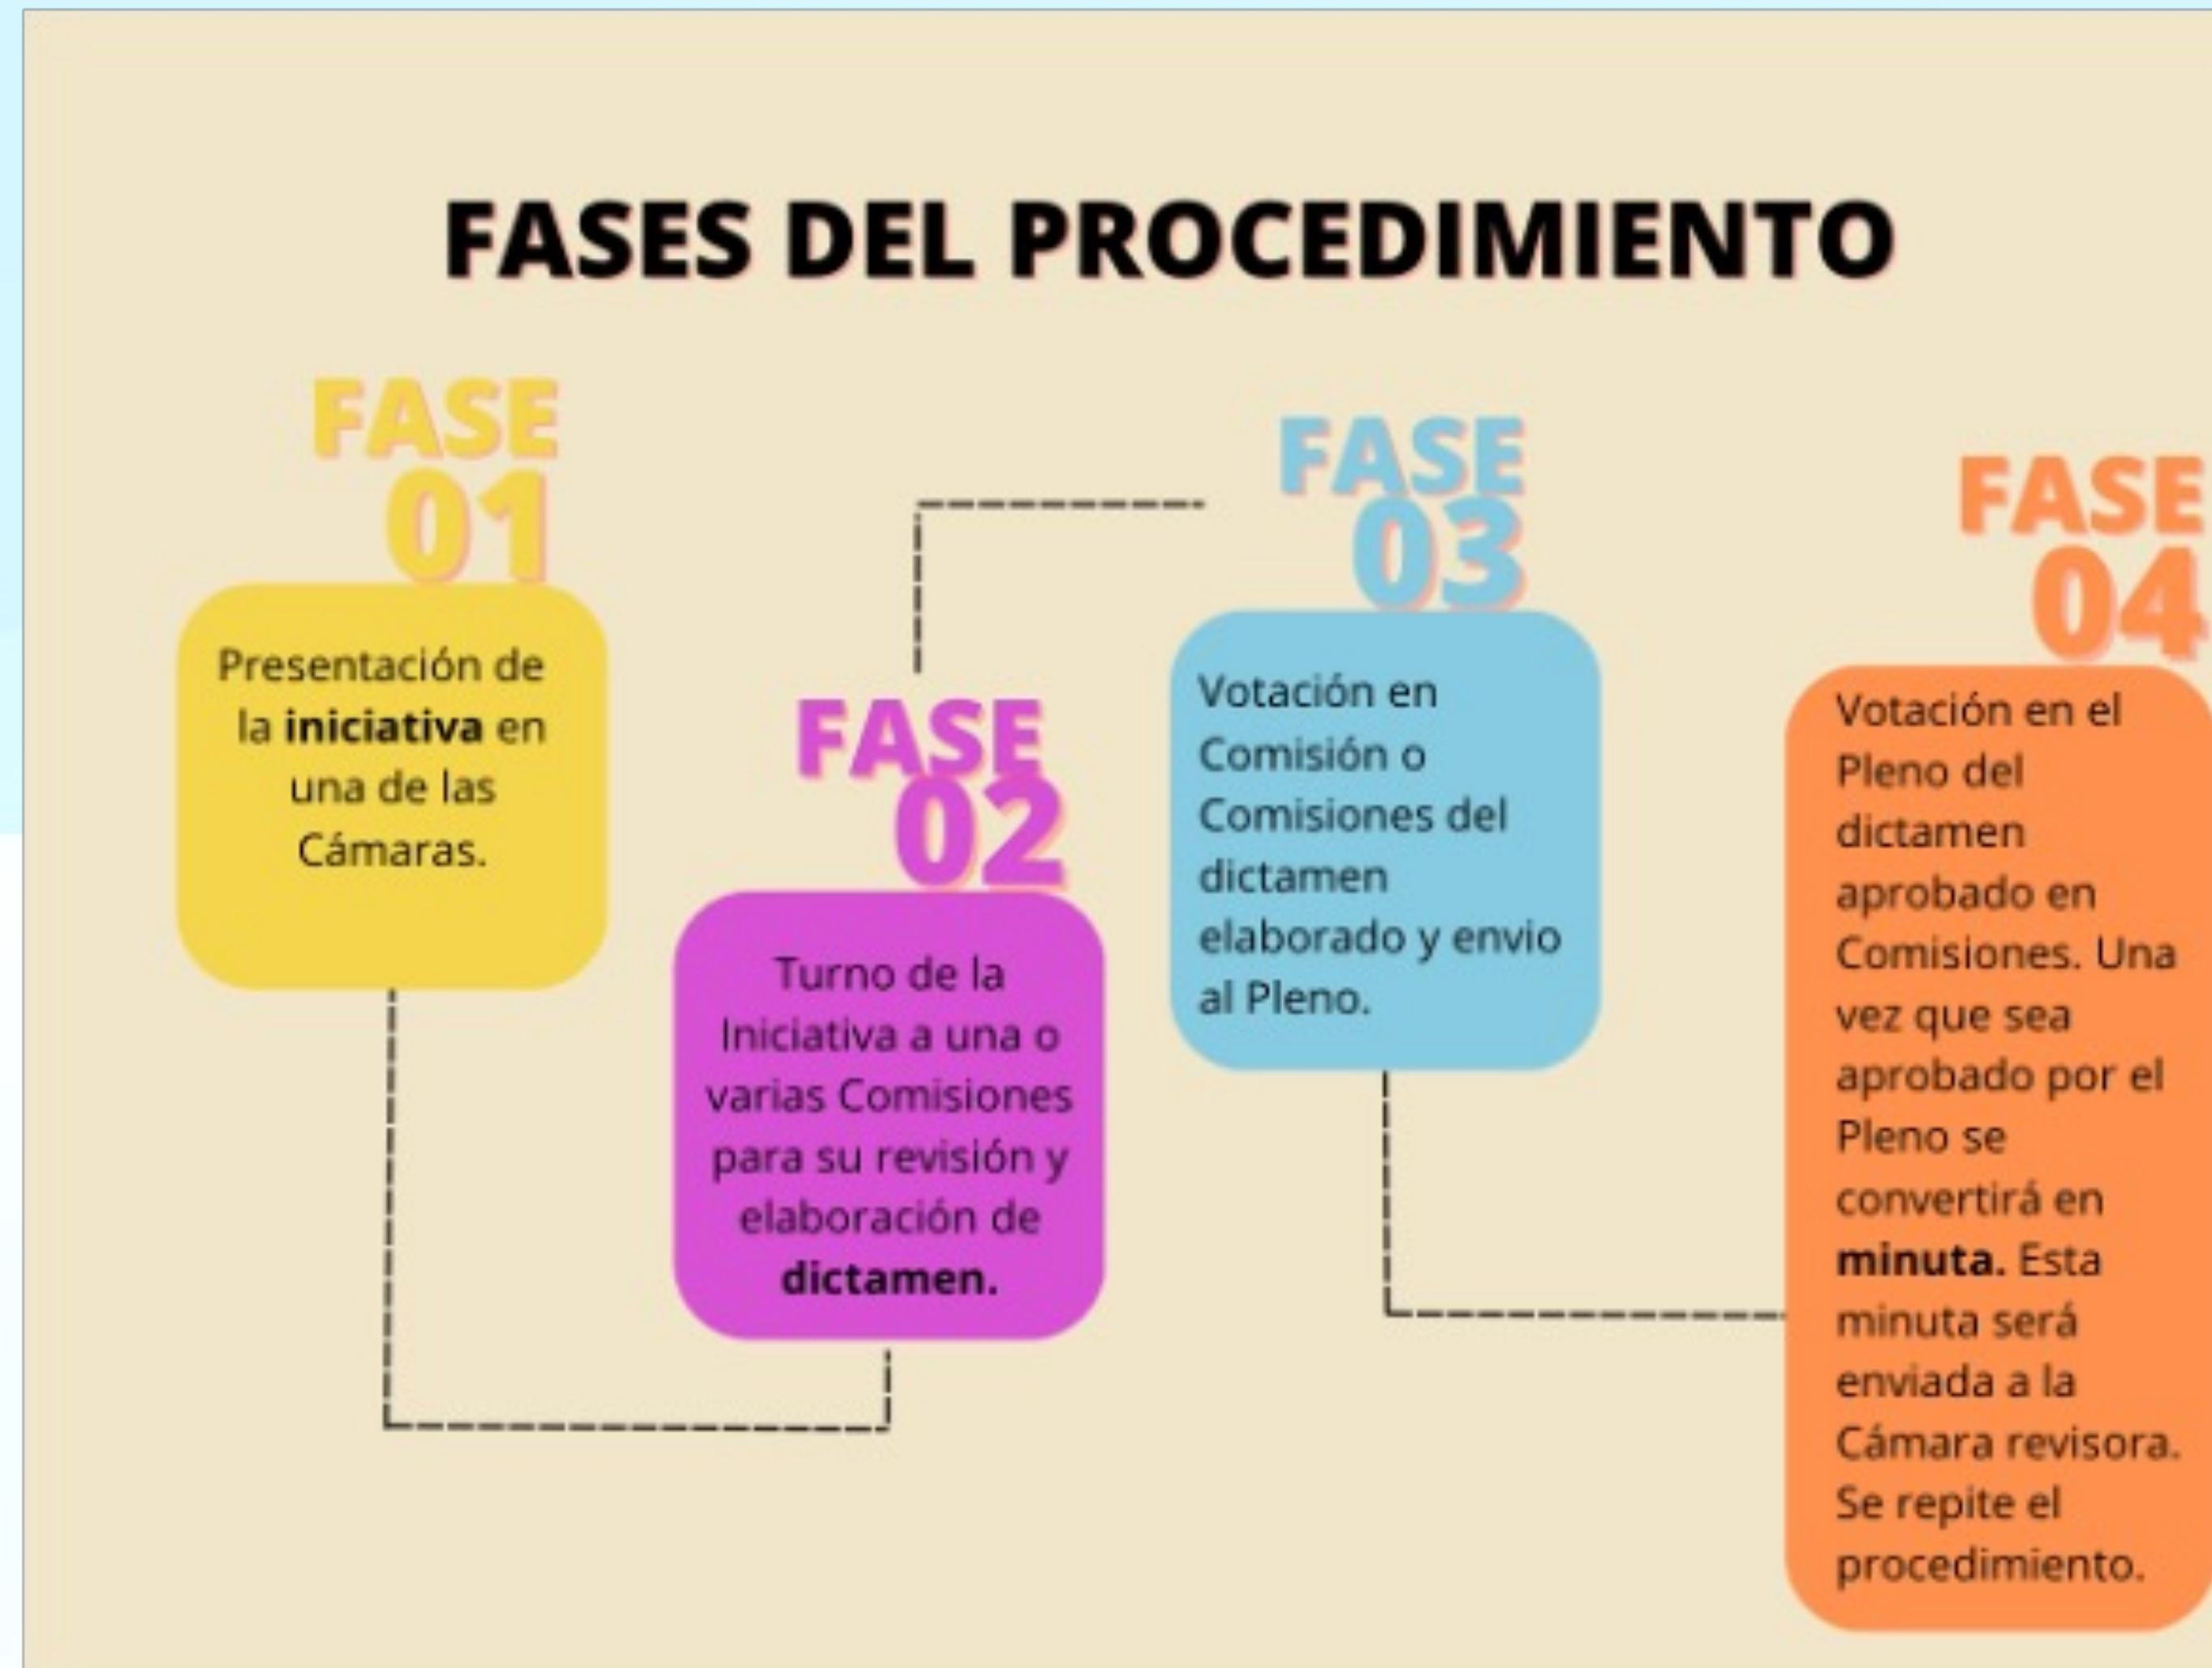 FASES DEL PROCEDIMIENTO
FASE
01
Presentación de
la iniciativa en
una de las
Cámaras.
FASE
02
Turno de la
Iniciativa a una o
varias Comisiones
para su revisión y
elaboración de
dictamen.
FASE
03
Votación en
Comisión o
Comisiones del
dictamen
elaborado y envio
al Pleno.
FASE
04
Votación en el
Pleno del
dictamen
aprobado en
Comisiones. Una
vez que sea
aprobado por el
Pleno se
convertirá en
minuta. Esta
minuta será
enviada a la
Cámara revisora.
Se repite el
procedimiento.